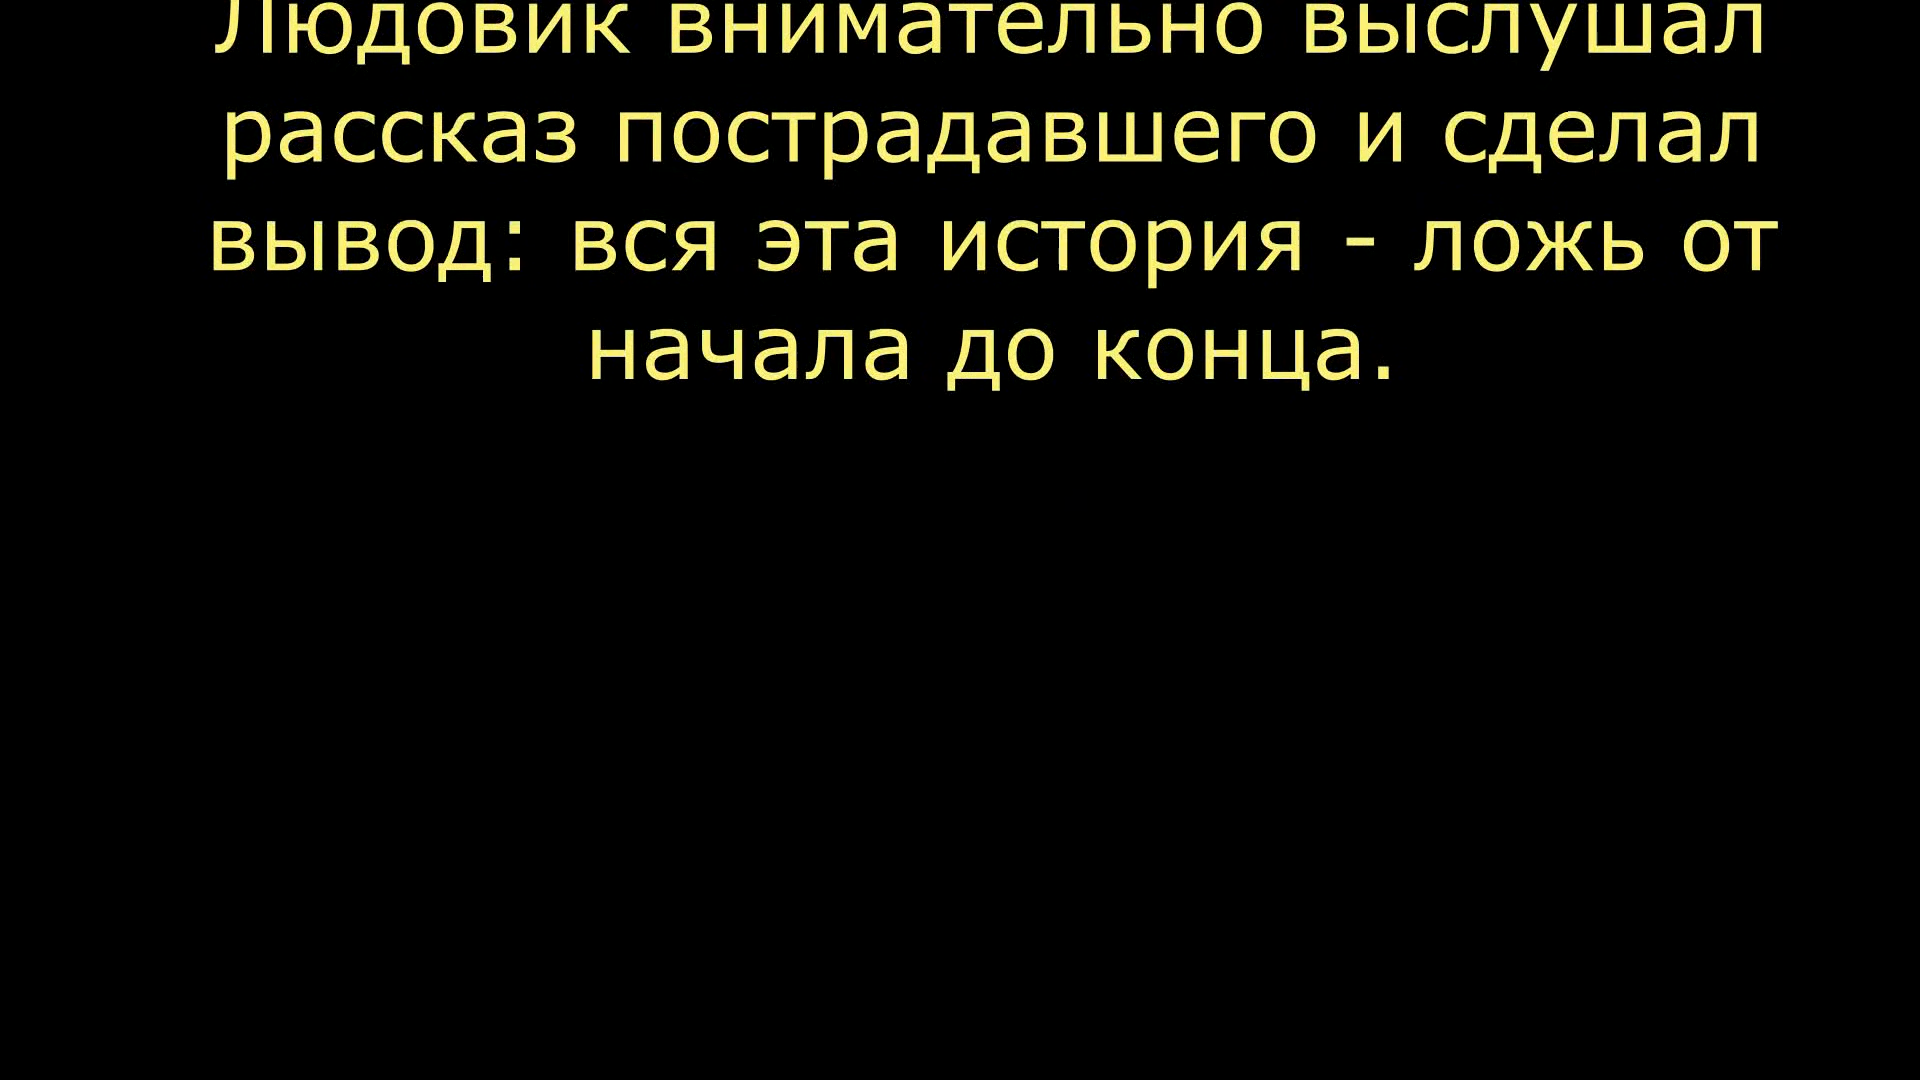 Людовик внимательно выслушал
рассказ пострадавшего и сделал
вывод: вся эта история - ложь от
начала до конца.